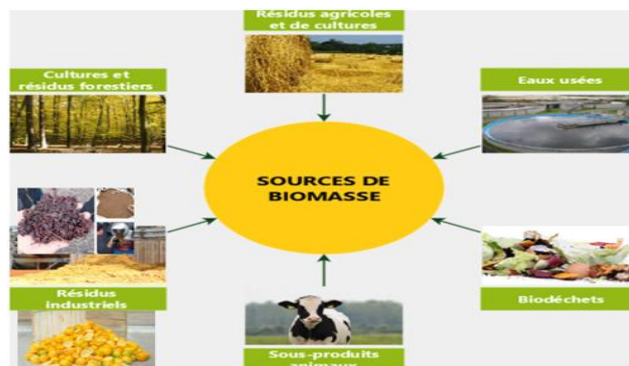 Résidus agricoles
et de cultures
Cultures et
résidus forestiers
Eaux usées
SOURCES DE
BIOMASSE
Résidus
industriels
Biodéchets
Sous-produits
animaux